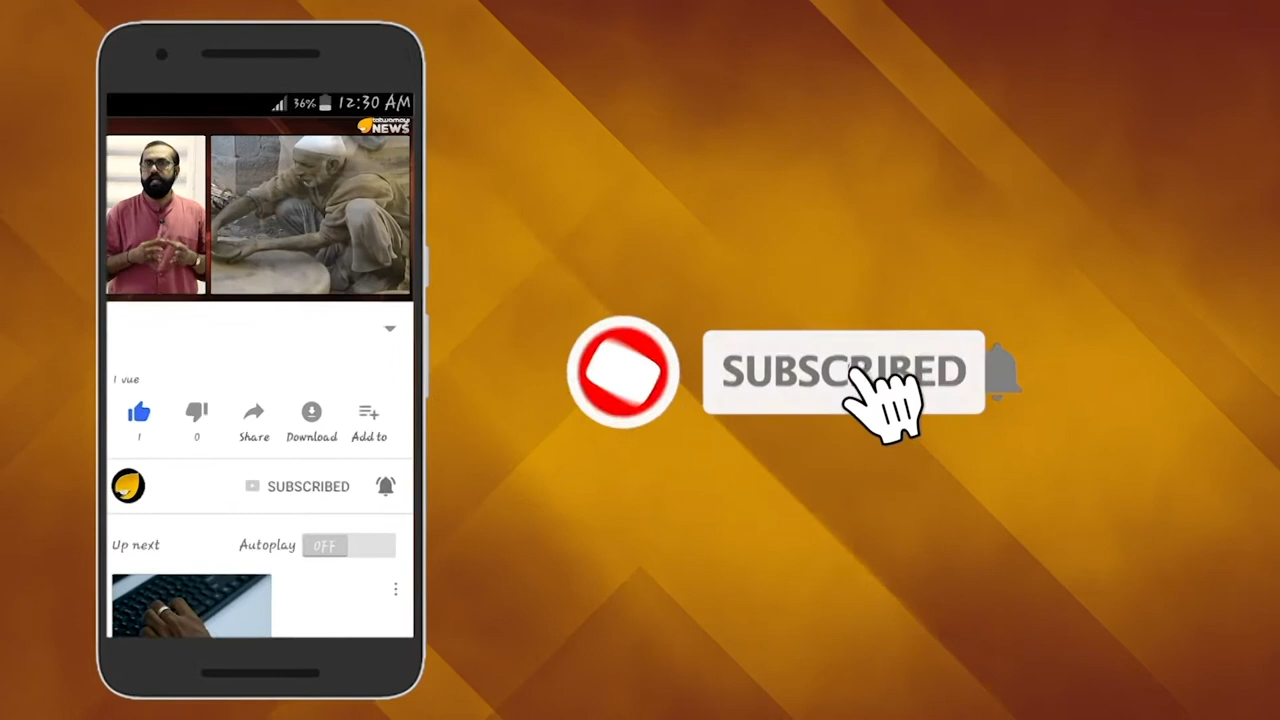 36% 12:30 AM
tatwamayi
NEWS
1 vue
1 0 Share Download Add to
SUBSCRIBED
Up next Autoplay OFF
SUBSCRIBED